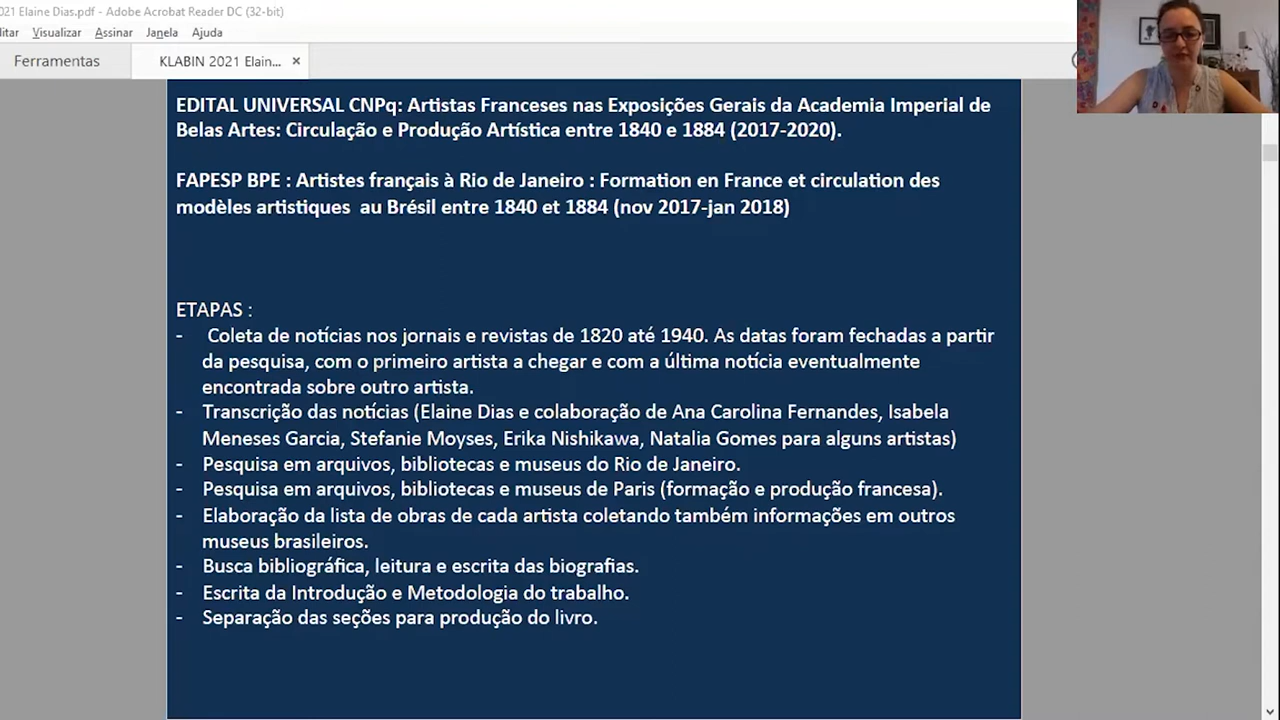 021 Elaine Dias.pdf - Adobe Acrobat Reader DC (32-bit)
itar Visualizar Assinar Janela Ajuda
Ferramentas KLABIN 2021 Elain... ×
EDITAL UNIVERSAL CNPq: Artistas Franceses nas Exposições Gerais da Academia Imperial de
Belas Artes: Circulação e Produção Artística entre 1840 e 1884 (2017-2020).
FAPESP BPE : Artistes français à Rio de Janeiro : Formation en France et circulation des
modèles artistiques au Brésil entre 1840 et 1884 (nov 2017-jan 2018)
ETAPAS :
- Coleta de notícias nos jornais e revistas de 1820 até 1940. As datas foram fechadas a partir
da pesquisa, com o primeiro artista a chegar e com a última notícia eventualmente
encontrada sobre outro artista.
- Transcrição das notícias (Elaine Dias e colaboração de Ana Carolina Fernandes, Isabela
Meneses Garcia, Stefanie Moyses, Erika Nishikawa, Natalia Gomes para alguns artistas)
- Pesquisa em arquivos, bibliotecas e museus do Rio de Janeiro.
- Pesquisa em arquivos, bibliotecas e museus de Paris (formação e produção francesa).
- Elaboração da lista de obras de cada artista coletando também informações em outros
museus brasileiros.
- Busca bibliográfica, leitura e escrita das biografias.
- Escrita da Introdução e Metodologia do trabalho.
- Separação das seções para produção do livro.